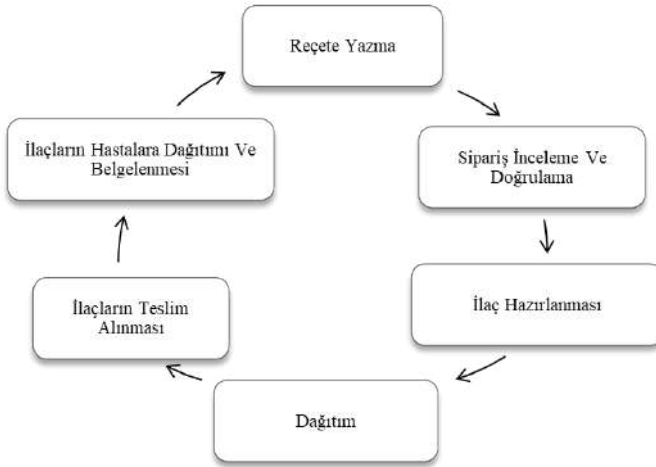 Reçete Yazma
Sipariş İnceleme Ve
Doğrulama
İlaç Hazırlanması
Dağıtım
İlaçların Teslim
Alınması
İlaçların Hastalara Dağıtımı Ve
Belgelenmesi